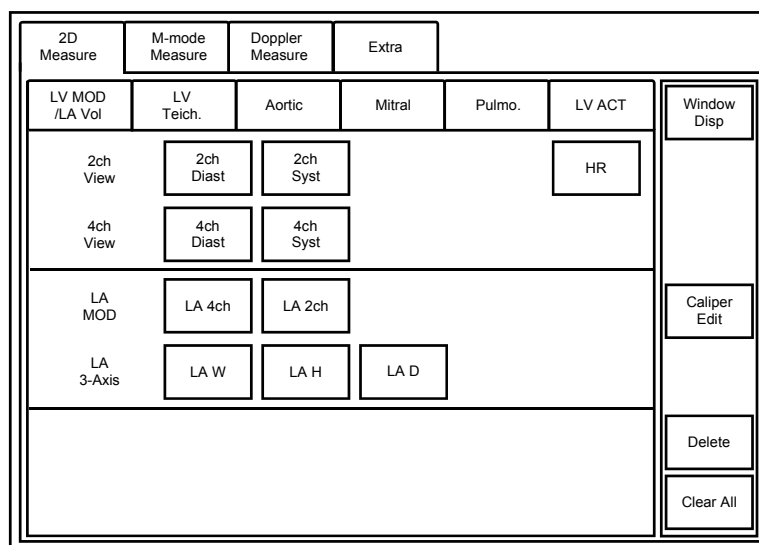 2D
Measure
M-mode
Measure
Doppler
Measure
Extra
LV MOD
/LA Vol
LV
Teich.
Aortic
Mitral
Pulmo.
LV ACT
Window
Disp
2ch
View
2ch
Diast
2ch
Syst
HR
4ch
View
4ch
Diast
4ch
Syst
LA
MOD
LA 4ch
LA 2ch
Caliper
Edit
LA
3-Axis
LA W
LA H
LA D
Delete
Clear All